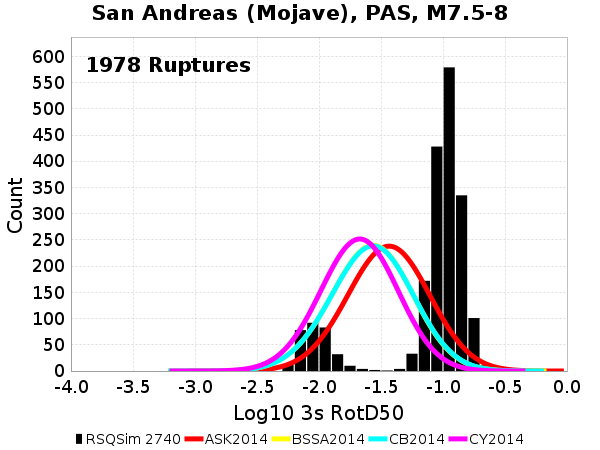 San Andreas (Mojave), PAS, M7.5-8
1978 Ruptures
600
550
500
450
400
350
300
250
200
150
100
50
0
Count
-4.0 -3.5 -3.0 -2.5 -2.0 -1.5 -1.0 -0.5 0.0
Log10 3s RotD50
RSQSim 2740 ASK2014 BSSA2014 CB2014 CY2014